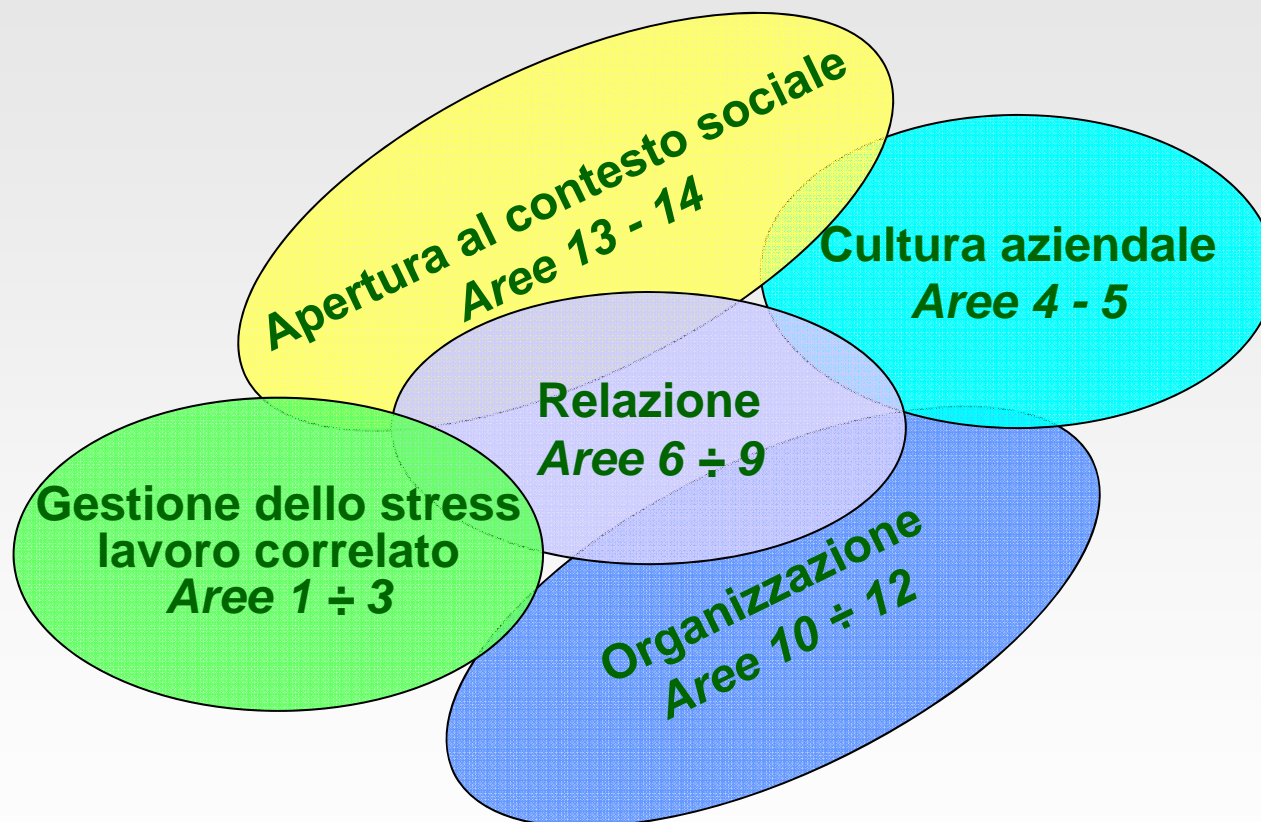 Apertura al contesto sociale
Aree 13 - 14
Cultura aziendale
Aree 4 - 5
Relazione
Aree 6 ÷ 9
Gestione dello stress
lavoro correlato
Aree 1 ÷ 3
Organizzazione
Aree 10 ÷ 12